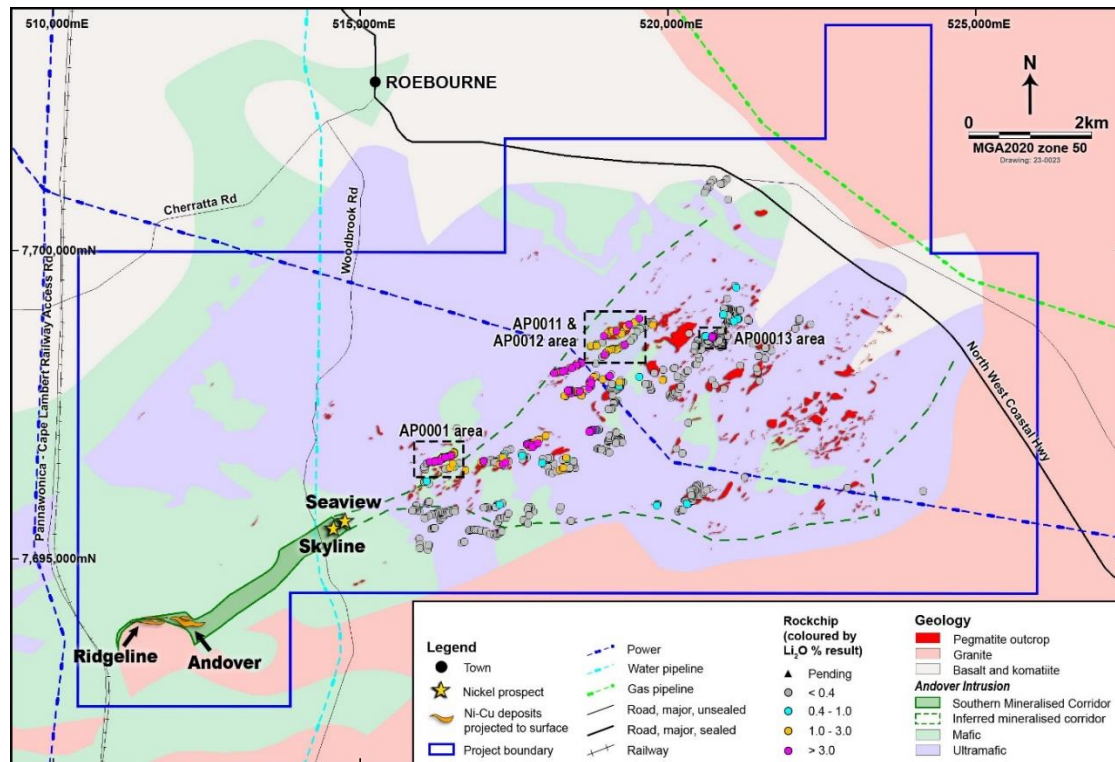 510,000mE
515,000mE
520,000mE
525,000mE
ROEBOURNE
N
0 2km
MGA2020 zone 50
Drawing: 23-0023
Cherratta Rd
Woodbrook Rd
7,700,000mN
Pannawonica - Cape Lambert Railway Access Rd
AP0011 &
AP0012 area
AP00013 area
North West Coastal Hwy
AP0001 area
Seaview
Skyline
7,695,000mN
Ridgeline
Andover
Legend
Town
Nickel prospect
Ni-Cu deposits
projected to surface
Project boundary
Power
Water pipeline
Gas pipeline
Road, major, unsealed
Road, major, sealed
Railway
Rockchip
(coloured by
Li₂O % result)
Pending
< 0.4
0.4 - 1.0
1.0 - 3.0
> 3.0
Geology
Pegmatite outcrop
Granite
Basalt and komatiite
Andover Intrusion
Southern Mineralised Corridor
Inferred mineralised corridor
Mafic
Ultramafic